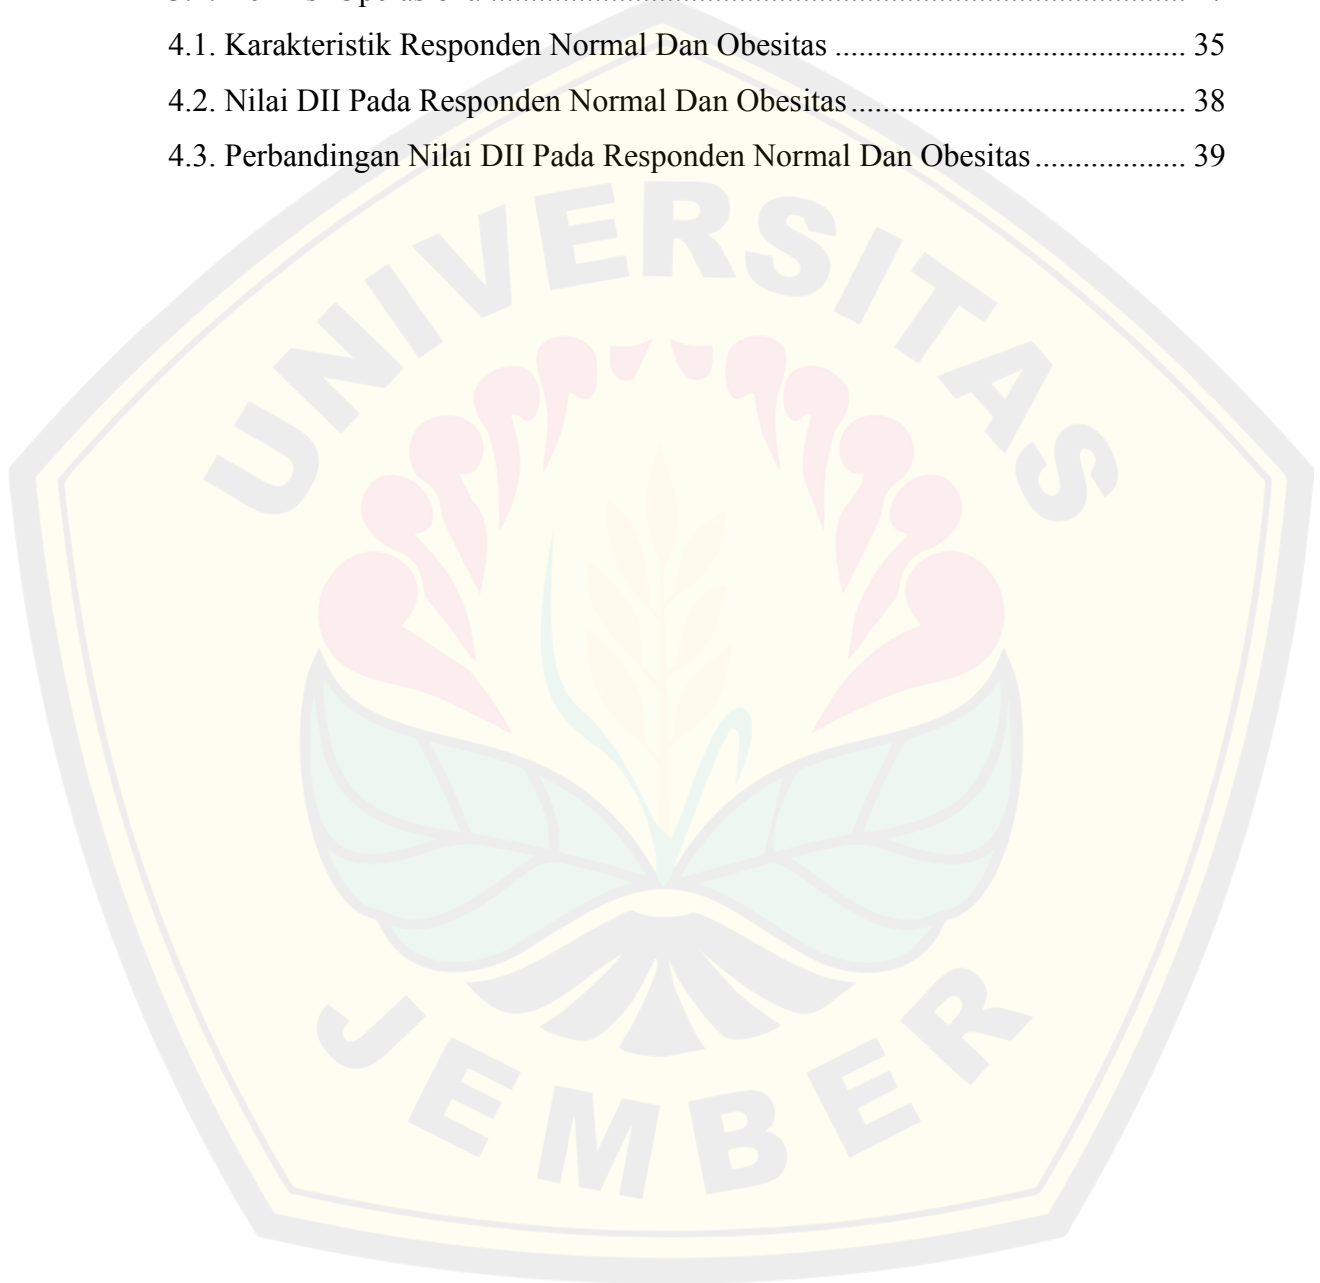 4.1. Karakteristik Responden Normal Dan Obesitas ............................................ 35
4.2. Nilai DII Pada Responden Normal Dan Obesitas .......................................... 38
4.3. Perbandingan Nilai DII Pada Responden Normal Dan Obesitas ................... 39
UNIVERSITAS
JEMBER